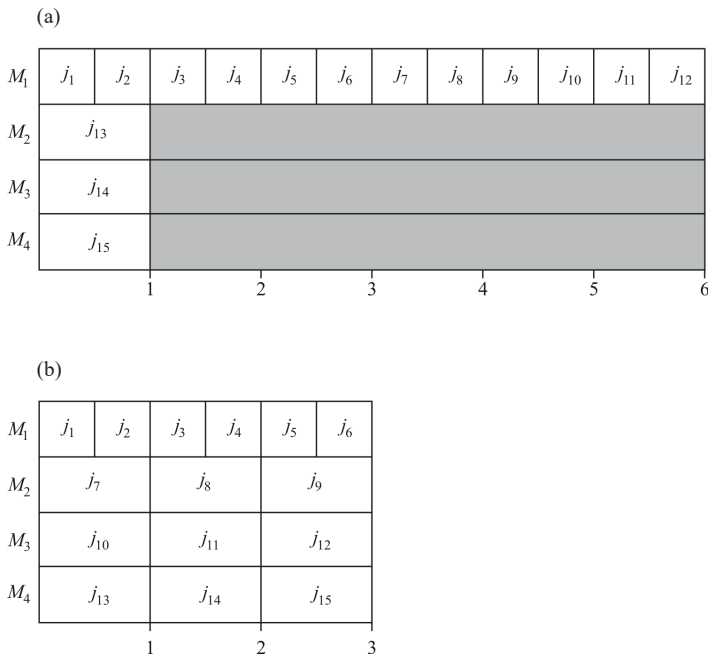 (a)
M₁ j₁ j₂ j₃ j₄ j₅ j₆ j₇ j₈ j₉ j₁₀ j₁₁ j₁₂
M₂ j₁₃
M₃ j₁₄
M₄ j₁₅
1 2 3 4 5 6
(b)
M₁ j₁ j₂ j₃ j₄ j₅ j₆
M₂ j₇ j₈ j₉
M₃ j₁₀ j₁₁ j₁₂
M₄ j₁₃ j₁₄ j₁₅
1 2 3